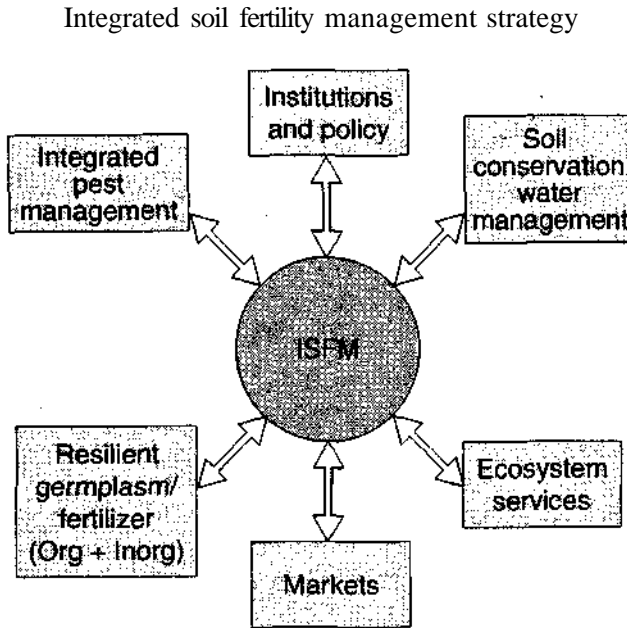 Integrated soil fertility management strategy
Institutions
and policy
Integrated
pest
management
Soil
conservation
water
management
ISFM
Resilient
germplasm/
fertilizer
(Org + Inorg)
Ecosystem
services
Markets